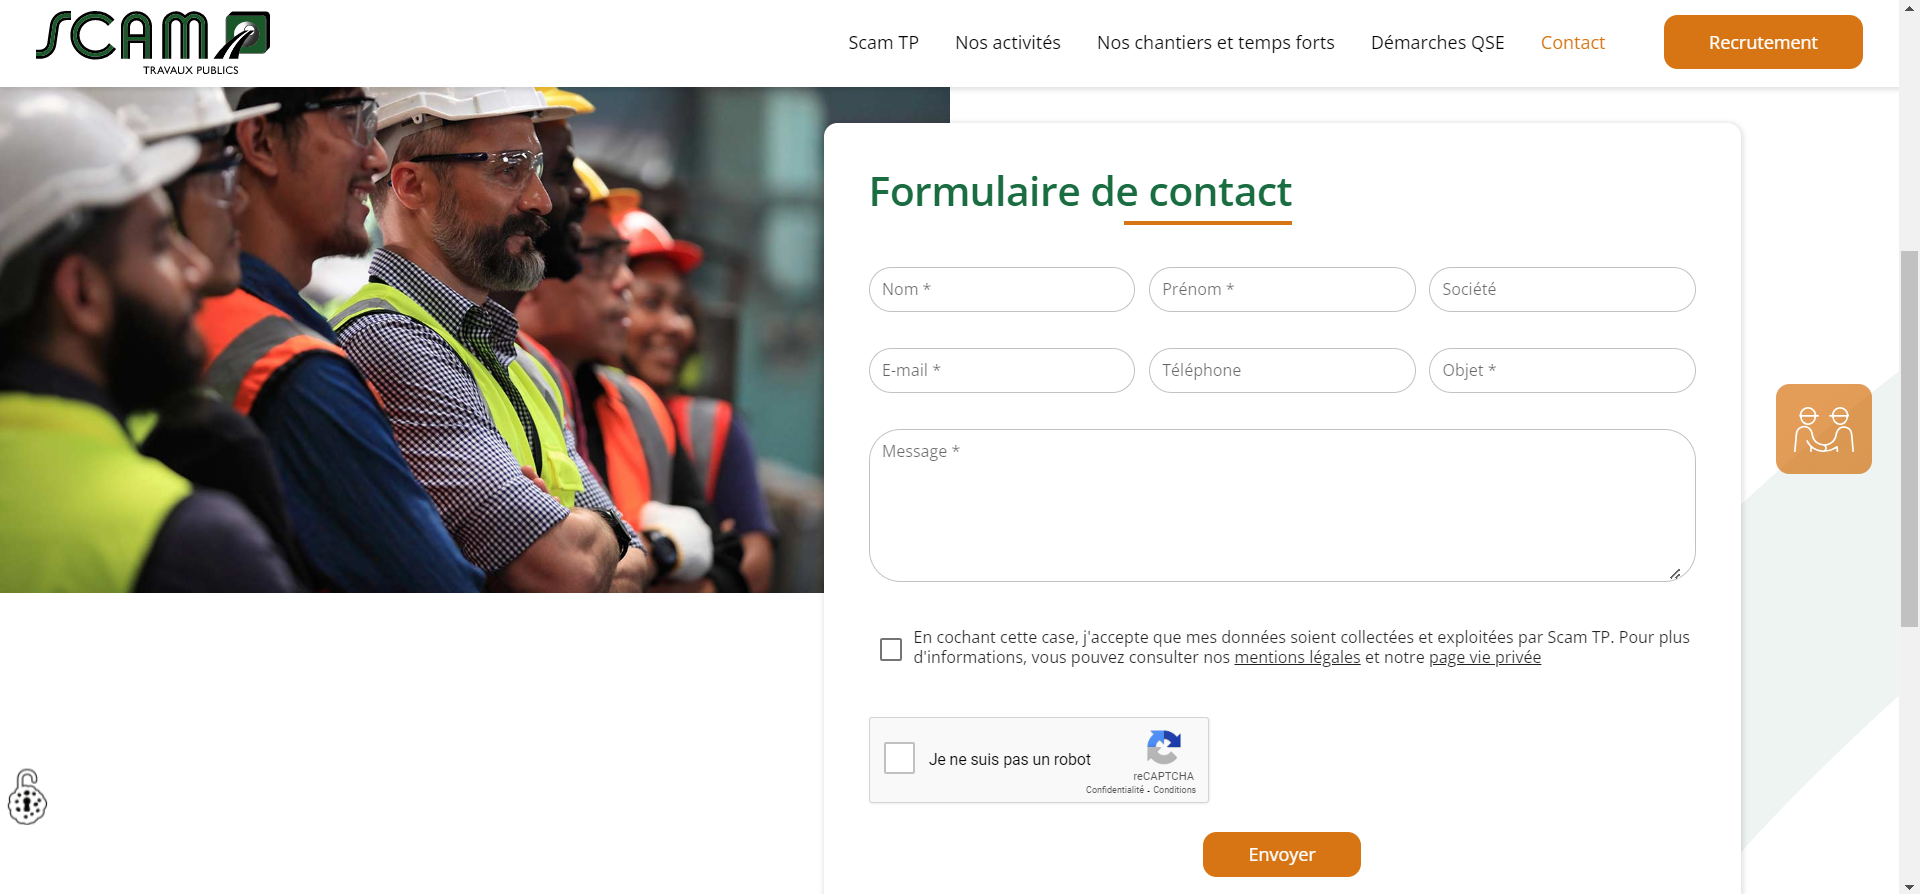 SCAM
TRAVAUX PUBLICS
Scam TP
Nos activités
Nos chantiers et temps forts
Démarches QSE
Contact
Recrutement
Formulaire de contact
Nom *
Prénom *
Société
E-mail *
Téléphone
Objet *
Message *
En cochant cette case, j'accepte que mes données soient collectées et exploitées par Scam TP. Pour plus
d'informations, vous pouvez consulter nos mentions légales et notre page vie privée
Je ne suis pas un robot
reCAPTCHA
Confidentialité - Conditions
Envoyer